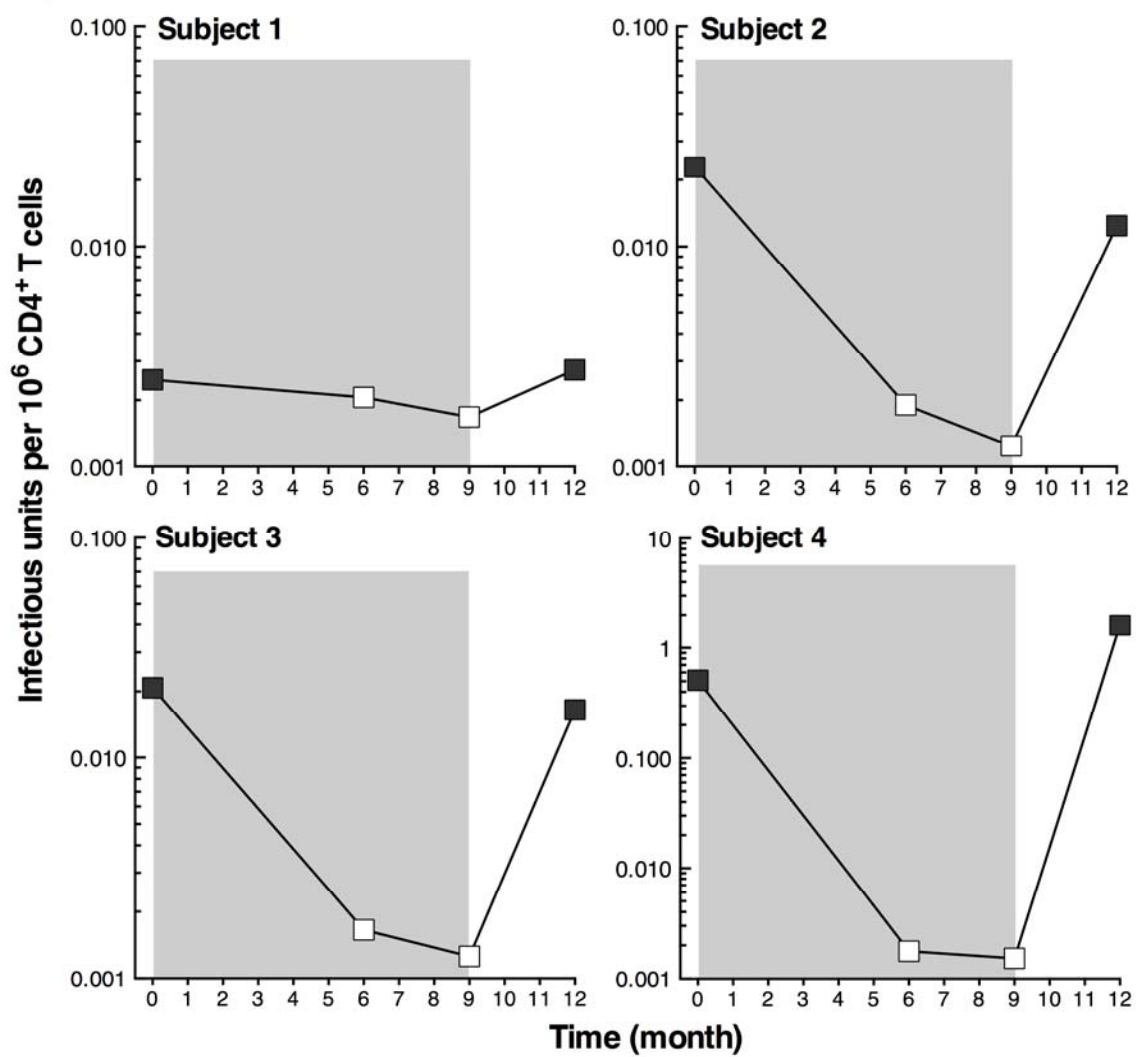 Infectious units per 10⁶ CD4⁺ T cells
Subject 1
0.100
0.010
0.001
0 1 2 3 4 5 6 7 8 9 10 11 12
Subject 2
0.100
0.010
0.001
0 1 2 3 4 5 6 7 8 9 10 11 12
Subject 3
0.100
0.010
0.001
0 1 2 3 4 5 6 7 8 9 10 11 12
Subject 4
10
1
0.100
0.010
0.001
0 1 2 3 4 5 6 7 8 9 10 11 12
Time (month)